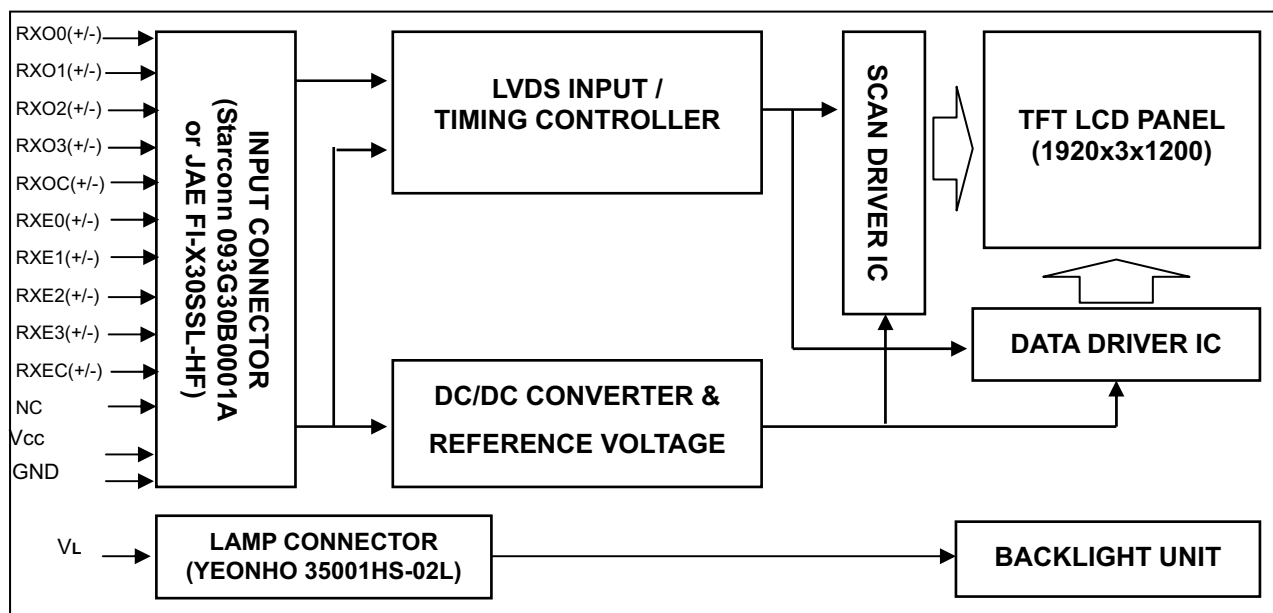 RXO0(+/-)
RXO1(+/-)
RXO2(+/-)
RXO3(+/-)
RXOC(+/-)
RXE0(+/-)
RXE1(+/-)
RXE2(+/-)
RXE3(+/-)
RXEC(+/-)
NC
Vcc
GND
VL
INPUT CONNECTOR
(Starconn 093G30B0001A
or JAE FI-X30SSL-HF)
LVDS INPUT /
TIMING CONTROLLER
DC/DC CONVERTER &
REFERENCE VOLTAGE
SCAN DRIVER IC
TFT LCD PANEL
(1920x3x1200)
DATA DRIVER IC
LAMP CONNECTOR
(YEONHO 35001HS-02L)
BACKLIGHT UNIT